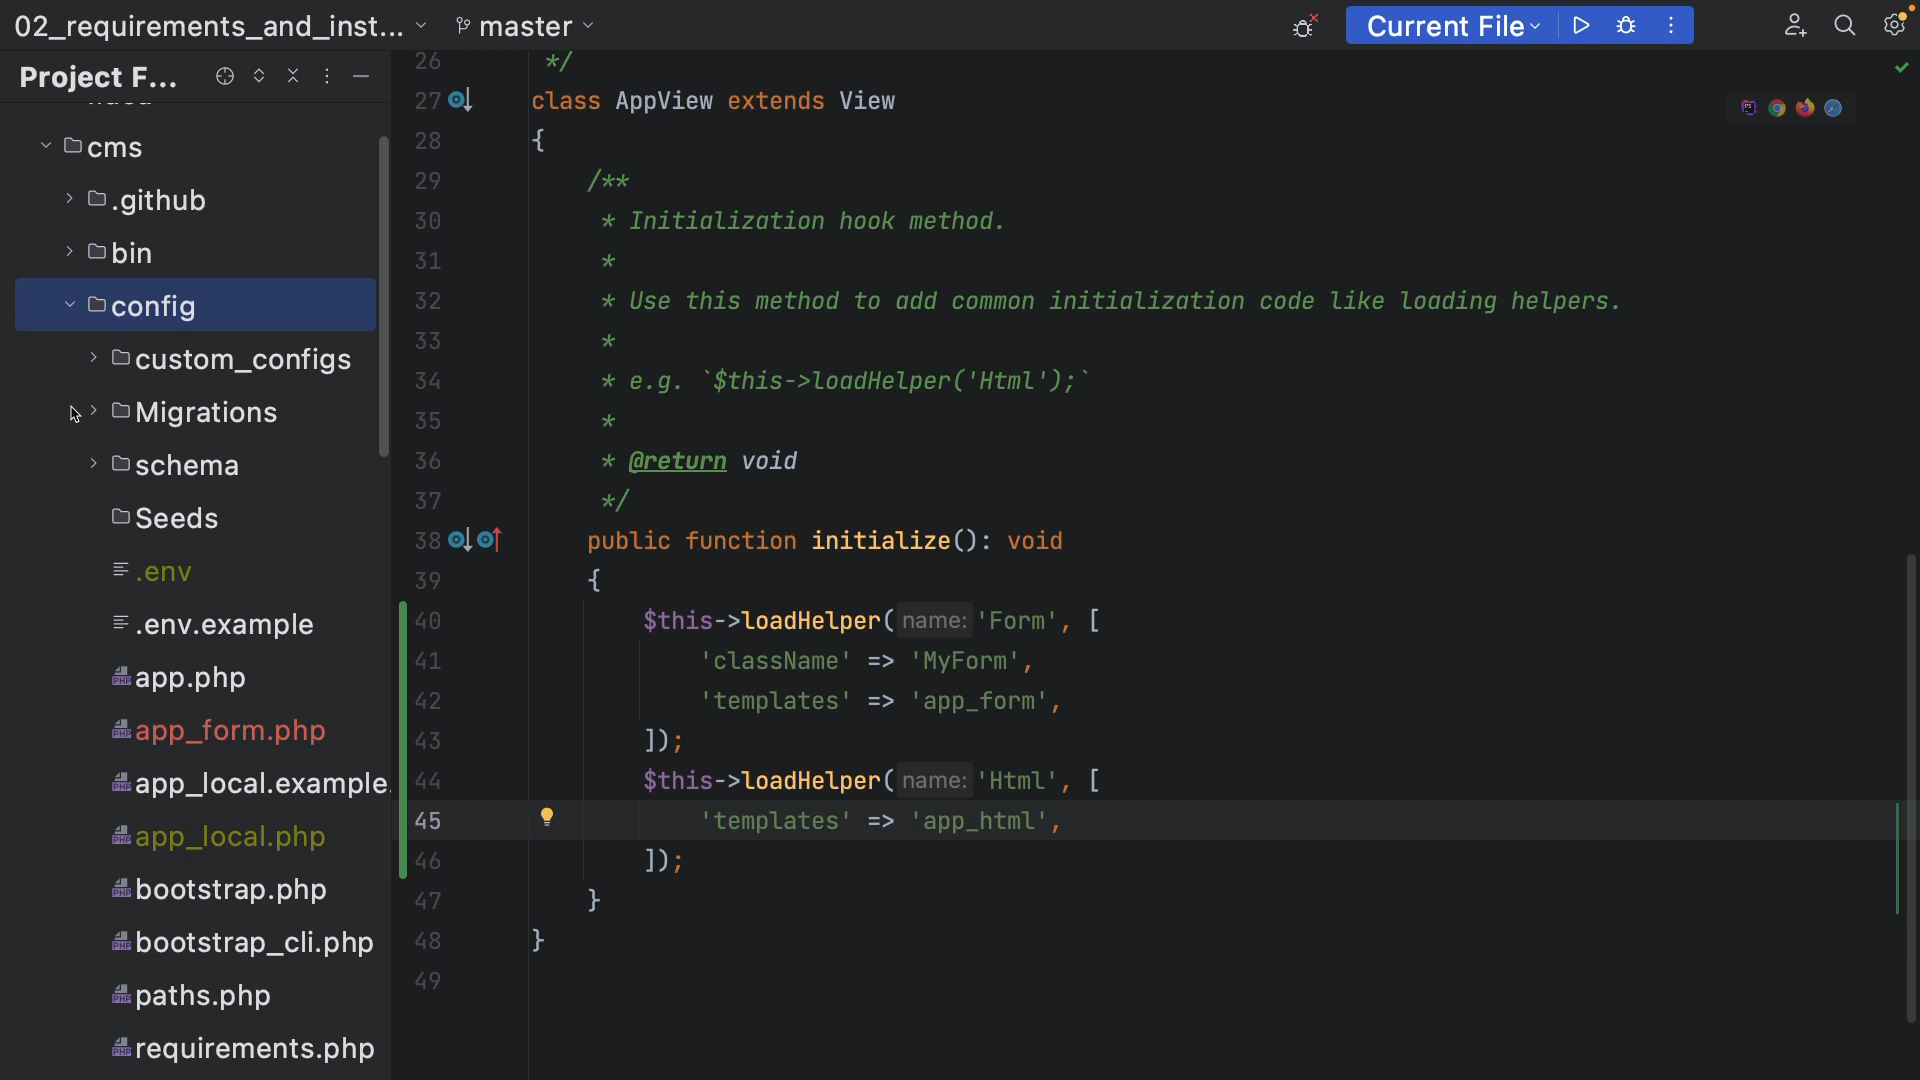 02_requirements_and_inst...
master
Current File
Project F...
cms
.github
bin
config
custom_configs
Migrations
schema
Seeds
.env
.env.example
app.php
app_form.php
app_local.example.
app_local.php
bootstrap.php
bootstrap_cli.php
paths.php
requirements.php
26 */
27 class AppView extends View
28 {
29 /**
30 * Initialization hook method.
31 *
32 * Use this method to add common initialization code like loading helpers.
33 *
34 * e.g. `$this->loadHelper('Html');`
35 *
36 * @return void
37 */
38 public function initialize(): void
39 {
40 $this->loadHelper( name: 'Form', [
41 'className' => 'MyForm',
42 'templates' => 'app_form',
43 ]);
44 $this->loadHelper( name: 'Html', [
45 'templates' => 'app_html',
46 ]);
47 }
48 }
49